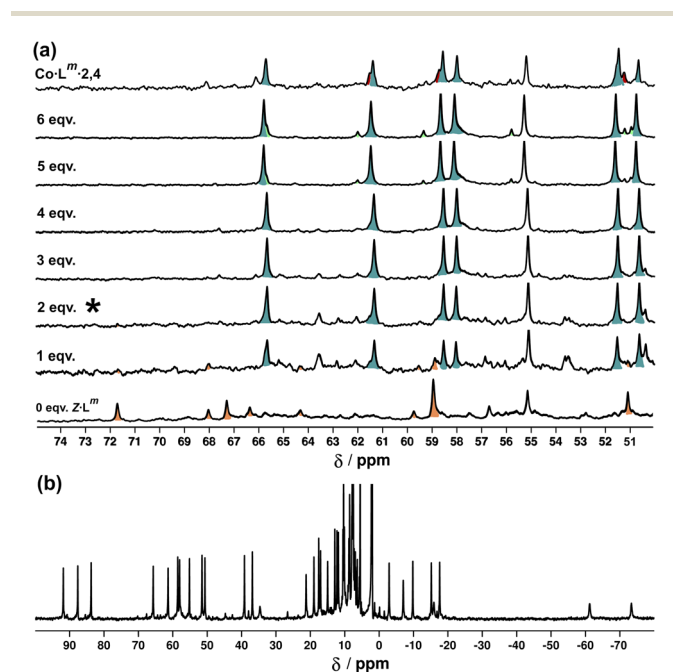 (a)
Co·Lᵐ·2,4
6 eqv.
5 eqv.
4 eqv.
3 eqv.
2 eqv. *
1 eqv.
0 eqv. Z·Lᵐ
74 73 72 71 70 69 68 67 66 65 64 63 62 61 60 59 58 57 56 55 54 53 52 51
δ / ppm
(b)
90 80 70 60 50 40 30 20 10 0 -10 -20 -30 -40 -50 -60 -70
δ / ppm